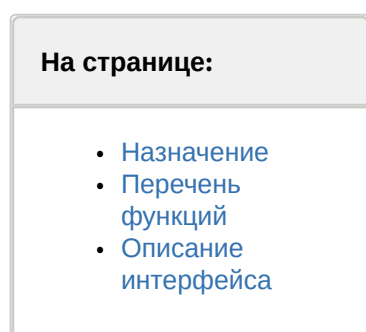 На странице:
• Назначение
• Перечень
функций
• Описание
интерфейса